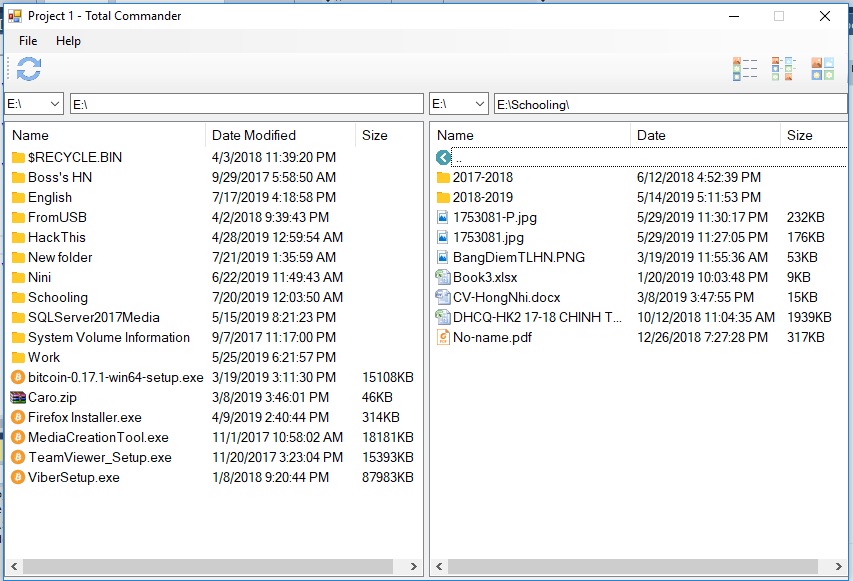 Project 1 - Total Commander
File Help
E:\ E:\ E:\ E:\Schooling\
Name Date Modified Size
$RECYCLE.BIN 4/3/2018 11:39:20 PM
Boss's HN 9/29/2017 5:58:50 AM
English 7/17/2019 4:18:58 PM
FromUSB 4/2/2018 9:39:43 PM
HackThis 4/28/2019 12:59:54 AM
New folder 7/21/2019 1:35:59 AM
Nini 6/22/2019 11:49:43 AM
Schooling 7/20/2019 12:03:50 AM
SQLServer2017Media 5/15/2019 8:21:23 PM
System Volume Information 9/7/2017 11:17:00 PM
Work 5/25/2019 6:21:57 PM
bitcoin-0.17.1-win64-setup.exe 3/19/2019 3:11:30 PM 15108KB
Caro.zip 3/8/2019 3:46:01 PM 46KB
Firefox Installer.exe 4/9/2019 2:40:44 PM 314KB
MediaCreationTool.exe 11/1/2017 10:58:02 AM 18181KB
TeamViewer_Setup.exe 11/20/2017 3:23:04 PM 15393KB
ViberSetup.exe 1/8/2018 9:20:44 PM 87983KB
Name Date Size
..
2017-2018 6/12/2018 4:52:39 PM
2018-2019 5/14/2019 5:11:53 PM
1753081-P.jpg 5/29/2019 11:30:17 PM 232KB
1753081.jpg 5/29/2019 11:27:05 PM 176KB
BangDiemTLHN.PNG 3/19/2019 11:55:36 AM 53KB
Book3.xlsx 1/20/2019 10:03:48 PM 9KB
CV-HongNhi.docx 3/8/2019 3:47:55 PM 15KB
DHCQ-HK2 17-18 CHINH T... 10/12/2018 11:04:35 AM 1939KB
No-name.pdf 12/26/2018 7:27:28 PM 317KB